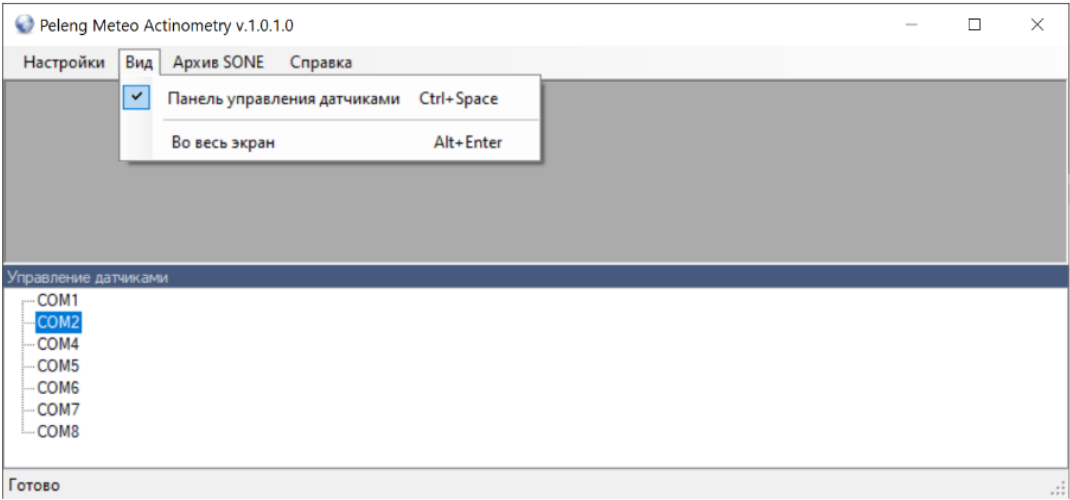 Peleng Meteo Actinometry v.1.0.1.0
Настройки Вид Архив SONE Справка
Панель управления датчиками Ctrl+Space
Во весь экран Alt+Enter
Управление датчиками
COM1
COM2
COM4
COM5
COM6
COM7
COM8
Готово